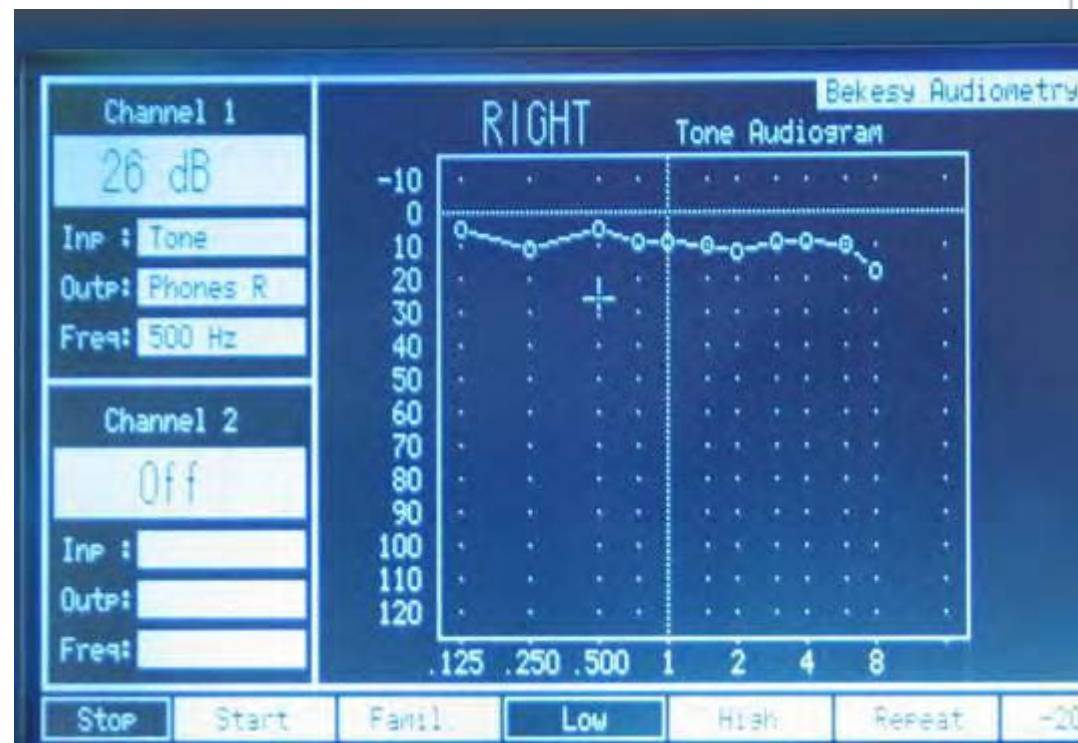 Bekesy Audiometry
Channel 1
26 dB
Inp : Tone
Outp: Phones R
Freq: 500 Hz
Channel 2
Off
Inp :
Outp:
Freq:
RIGHT Tone Audiogram
-10
0
10
20
30
40
50
60
70
80
90
100
110
120
.125 .250 .500 1 2 4 8
Stop Start Famil. Low High Repeat -20